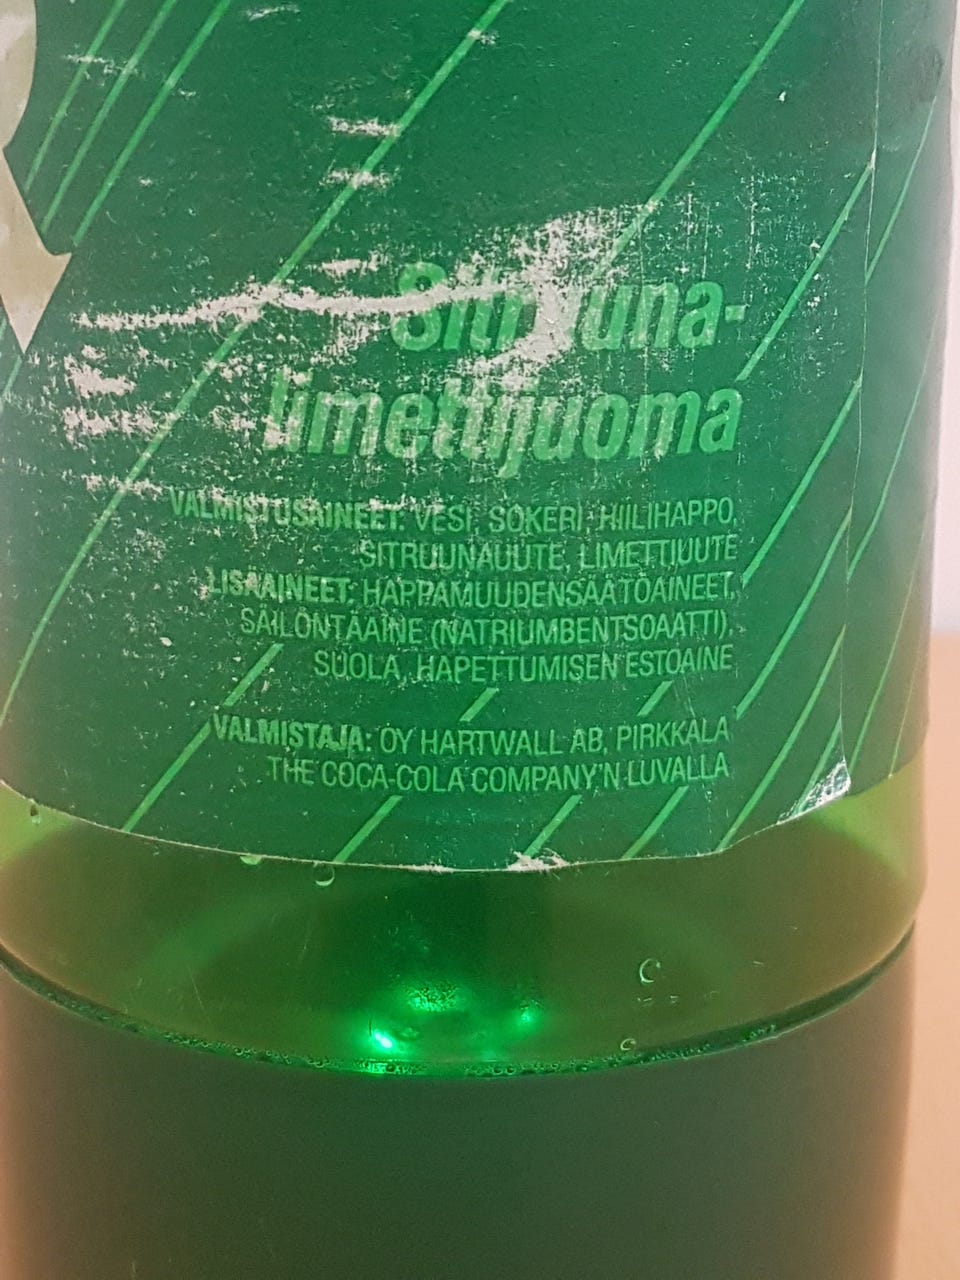 Sitruuna-
limettijuoma
VALMISTUSAINEET: VESI, SOKERI, HIILIHAPPO,
SITRUUNAUUTE, LIMETTIUUTE
LISÄAINEET: HAPPAMUUDENSÄÄTÖAINEET,
SÄILÖNTÄAINE (NATRIUMBENTSOAATTI),
SUOLA, HAPETTUMISEN ESTOAINE
VALMISTAJA: OY HARTWALL AB, PIRKKALA
THE COCA-COLA COMPANY'N LUVALLA